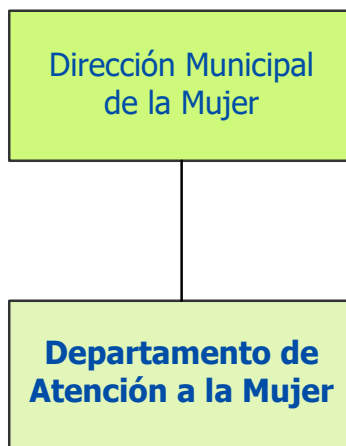 Dirección Municipal
de la Mujer
Departamento de
Atención a la Mujer